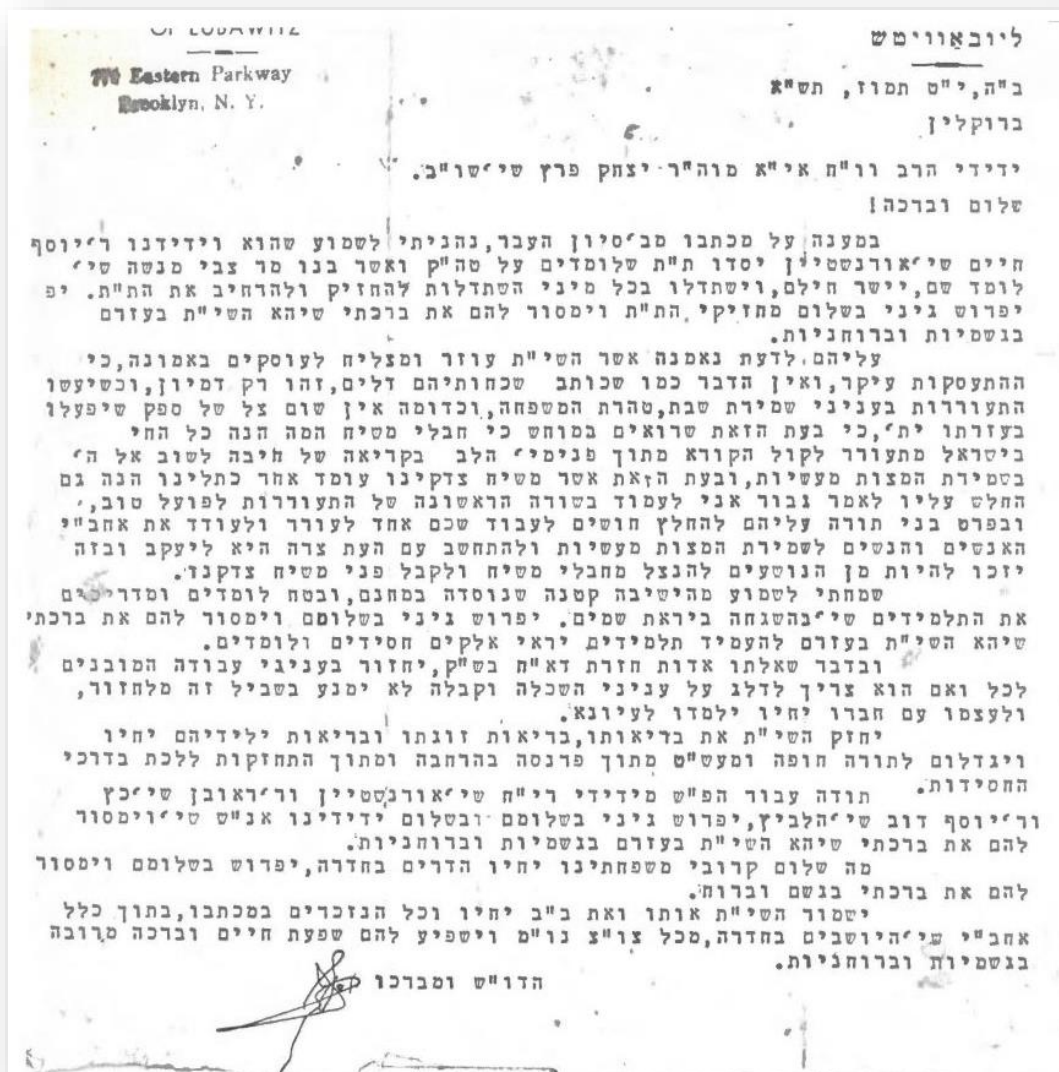 OF LUBAWITZ
770 Eastern Parkway
Brooklyn, N. Y.
ליובאַוויטש
ב"ה, י"ט תמוז, תש"א
ברוקלין
ידידי הרב וו"ח אי"א מוה"ר יצחק פרץ שי' שו"ב.
שלום וברכה!
במענה על מכתבו מב' סיון העבר, נהניתי לשמוע שהוא וידידנו ר' יוסף
חיים שי' אורנשטיין יסדו ת"ת שלומדים על טה"ק ואשר בנו מר צבי מנשה שי'
לומד שם, יישר חילם, וישתדלו בכל מיני השתדלות להחזיק ולהרחיב את הת"ת. יפ
יפרוש גיני בשלום מחזיקי הת"ת וימסור להם את ברכתי שיהא השי"ת בעזרם
בגשמיות וברוחניות.
עליהם לדעת נאמנה אשר השי"ת עוזר ומצליח לעוסקים באמונה, כי
ההתעסקות עיקר, ואין הדבר כמו שכותב שכחותיהם דלים, זהו רק דמיון, וכשיעשו
התעוררות בעניני שמירת שבת, טהרת המשפחה, וכדומה אין שום צל של ספק שיפעלו
בעזרתו ית', כי בעת הזאת שרואים במוחש כי חבלי משיח המה הנה כל החי
בישראל מתעורר לקול הקורא מתוך פנימי' הלב בקריאה של חיבה לשוב אל ה'
בשמירת המצות מעשיות, ובעת הזאת אשר משיח צדקינו עומד אחר כתלינו הנה גם
החלש עליו לאמר גבור אני לעמוד בשורה הראשונה של התעוררות לפועל טוב,
ובפרט בני תורה עליהם להחלץ חושים לעבוד שכם אחד לעורר ולעודד את אחב"י
האנשים והנשים לשמירת המצות מעשיות ולהתחשב עם העת צרה היא ליעקב ובזה
יזכו להיות מן הנושעים להנצל מחבלי משיח ולקבל פני משיח צדקנו.
שמחתי לשמוע מהישיבה קטנה שנוסדה במחנם, ובטח לומדים ומדריכים
את התלמידים שי' בהשגחה ביראת שמים. יפרוש גיני בשלומם וימסור להם את ברכתי
שיהא השי"ת בעזרם להעמיד תלמידים יראי אלקים חסידים ולומדים.
ובדבר שאלתו אדות חזרת דא"ח בש"ק, יחזור בעניני עבודה המובנים
לכל ואם הוא צריך לדלג על עניני השכלה וקבלה לא ימנע בשביל זה מלחזור,
ולעצמו עם חברו יחיו ילמדו לעיונא.
יחזק השי"ת את בריאותו, בריאות זוגתו ובריאות ילידיהם יחיו
ויגדלום לתורה חופה ומעש"ט מתוך פרנסה בהרחבה ומתוך התחזקות ללכת בדרכי
החסידות.
תודה עבור הפ"ש מידידי רי"ח שי' אורנשטיין ור' ראובן שי' כץ
ור' יוסף דוב שי' הלביץ, יפרוש גיני בשלומם ובשלום ידידינו אנ"ש שי' וימסור
להם את ברכתי שיהא השי"ת בעזרם בגשמיות וברוחניות.
מה שלום קרובי משפחתינו יחיו הדרים בחדרה, יפרוש בשלומם וימסור
להם את ברכתי בגשם וברוח.
ישמור השי"ת אותו ואת ב"ב יחיו וכל הנזכרים במכתבו, בתוך כלל
אחב"י שי' היושבים בחדרה, מכל צו"צ נו"מ וישפיע להם שפעת חיים וברכה מרובה
בגשמיות וברוחניות.
הדו"ש ומברכו